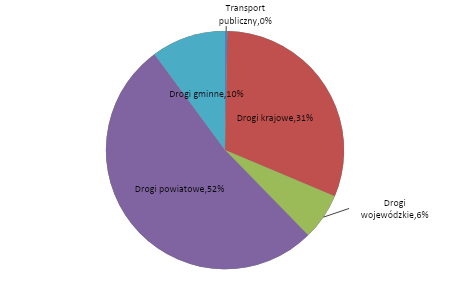 Transport
publiczny,0%
Drogi gminne,10%
Drogi krajowe,31%
Drogi powiatowe,52%
Drogi
wojewódzkie,6%